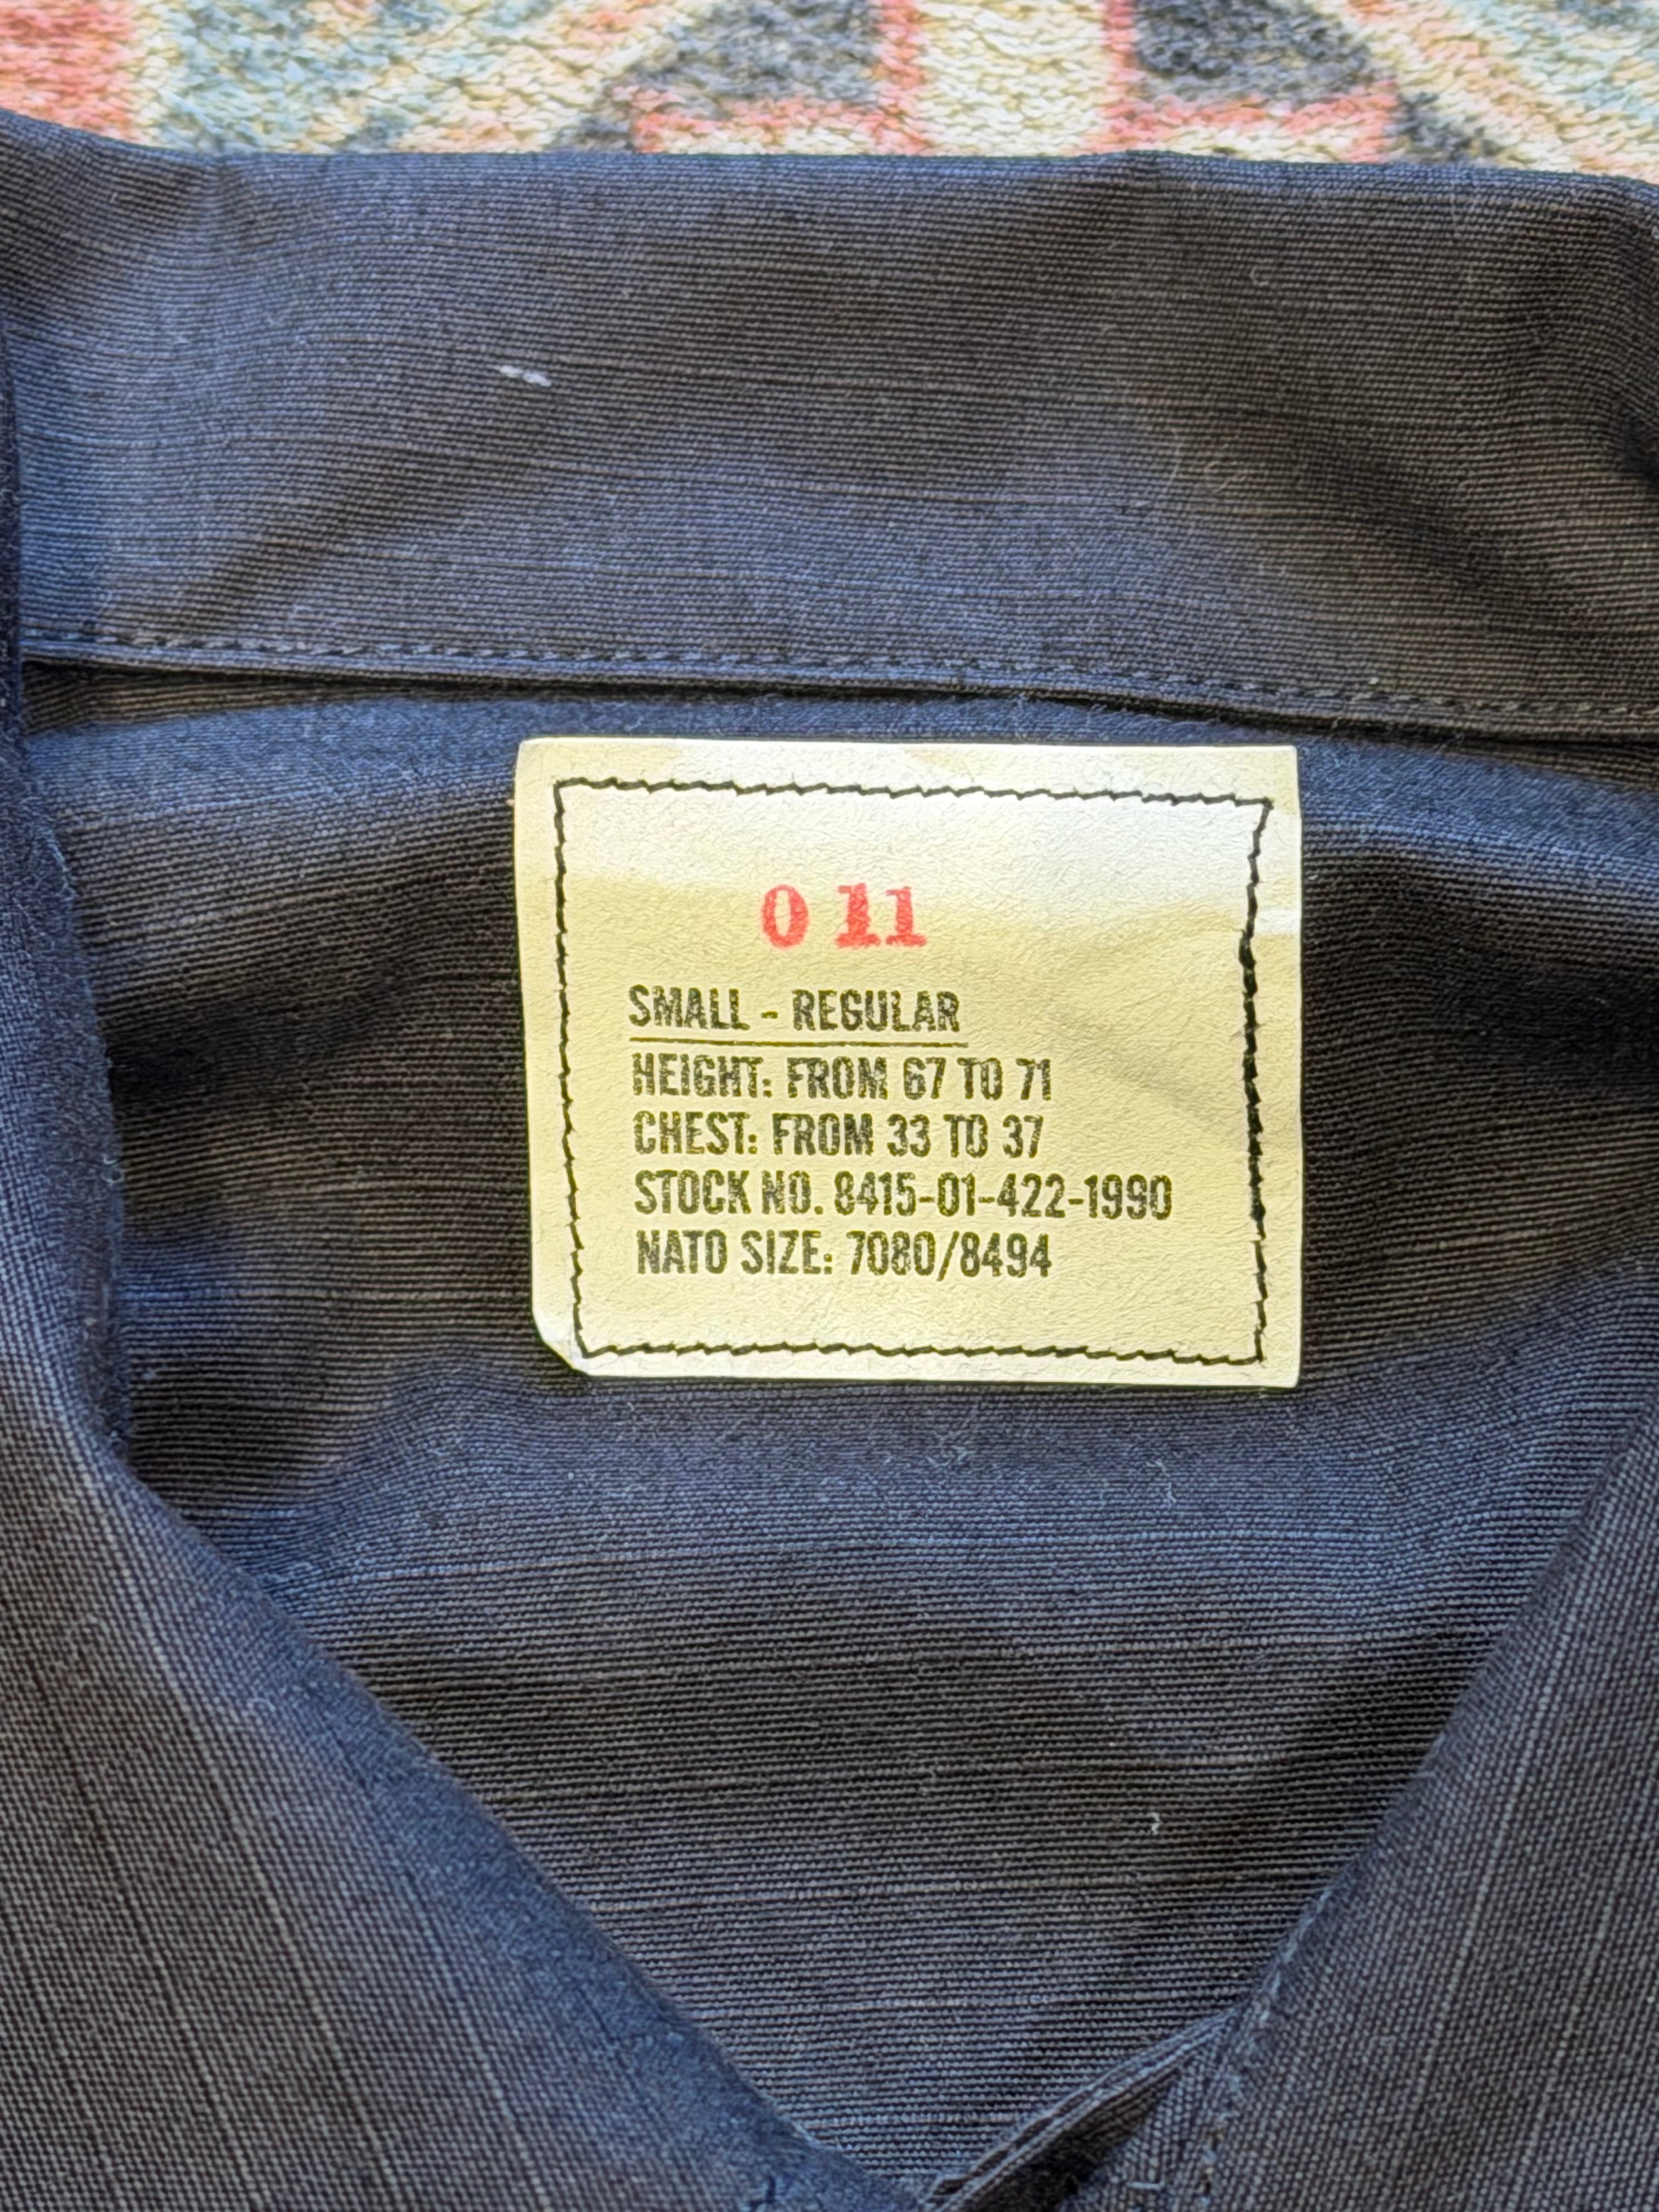 0 11
SMALL - REGULAR
HEIGHT: FROM 67 TO 71
CHEST: FROM 33 TO 37
STOCK NO. 8415-01-422-1990
NATO SIZE: 7080/8494